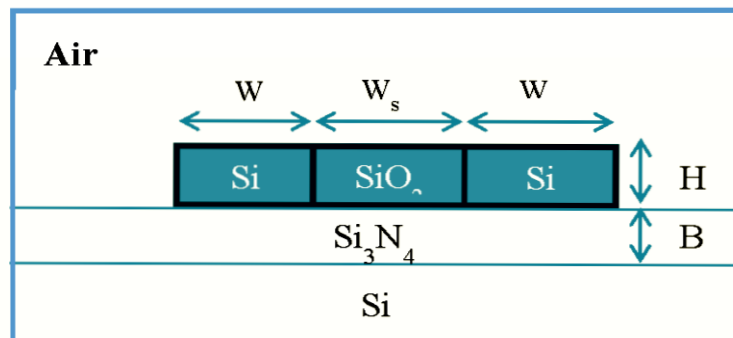 Air
W Wₛ W
Si SiO₂ Si H
Si₃N₄ B
Si